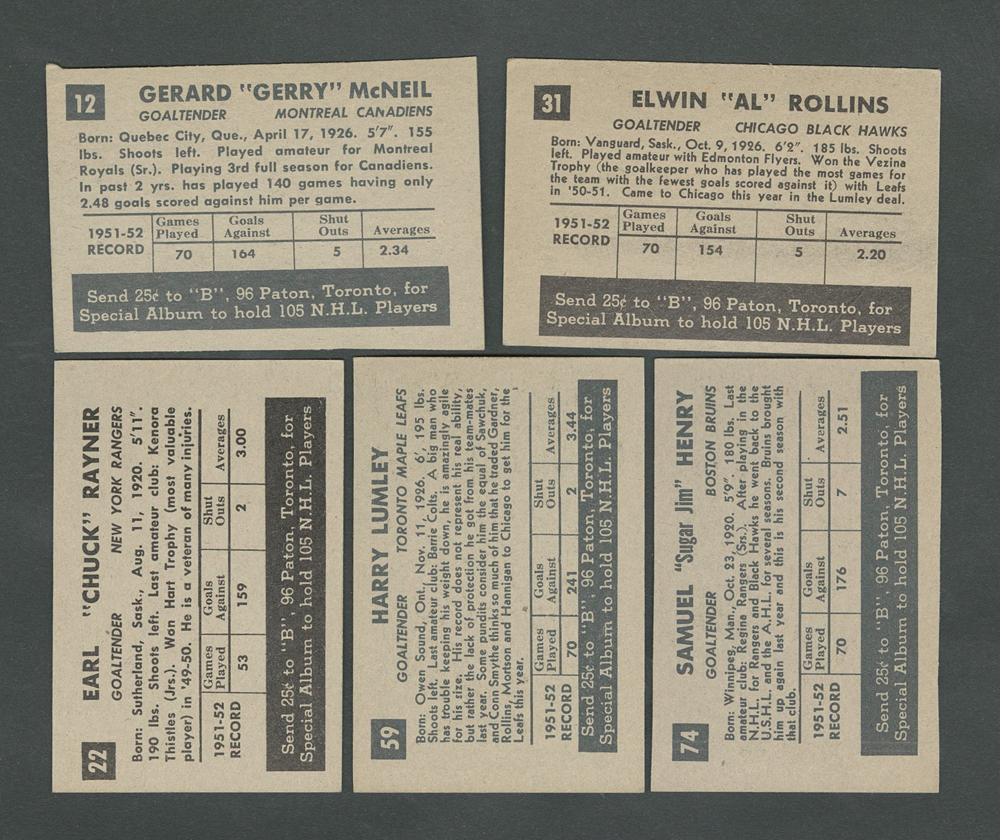 12
GERARD "GERRY" McNEIL
GOALTENDER MONTREAL CANADIENS
Born: Quebec City, Que., April 17, 1926. 5'7". 155
lbs. Shoots left. Played amateur for Montreal
Royals (Sr.). Playing 3rd full season for Canadiens.
In past 2 yrs. has played 140 games having only
2.48 goals scored against him per game.
1951-52 RECORD
Games Played Goals Against Shut Outs Averages
70 164 5 2.34
Send 25¢ to "B", 96 Paton, Toronto, for
Special Album to hold 105 N.H.L. Players
31
ELWIN "AL" ROLLINS
GOALTENDER CHICAGO BLACK HAWKS
Born: Vanguard, Sask., Oct. 9, 1926. 6'2". 185 lbs. Shoots
left. Played amateur with Edmonton Flyers. Won the Vezina
Trophy (the goalkeeper who has played the most games for
the team with the fewest goals scored against it) with Leafs
in '50-51. Came to Chicago this year in the Lumley deal.
1951-52 RECORD
Games Played Goals Against Shut Outs Averages
70 154 5 2.20
Send 25¢ to "B", 96 Paton, Toronto, for
Special Album to hold 105 N.H.L. Players
22
EARL "CHUCK" RAYNER
GOALTENDER NEW YORK RANGERS
Born: Sutherland, Sask., Aug. 11, 1920. 5'11".
190 lbs. Shoots left. Last amateur club: Kenora
Thistles (Jrs.). Wan Hart Trophy (most valuable
player) in '49-50. He is a veteran of many injuries.
1951-52 RECORD
Games Played Goals Against Shut Outs Averages
53 159 2 3.00
Send 25¢ to "B", 96 Paton, Toronto, for
Special Album to hold 105 N.H.L. Players
59
HARRY LUMLEY
GOALTENDER TORONTO MAPLE LEAFS
Born: Owen Sound, Ont., Nov. 11, 1926. 6', 195 lbs.
Shoots left. Last amateur club: Barrie Colts. A big man who
has trouble keeping his weight down, he is amazingly agile
for his size. His record does not represent his real ability,
but rather the lack of protection he got from his team-mates
last year. Some pundits consider him the equal of Sawchuk,
and Conn Smythe thinks so much of him that he traded Gardner,
Rollins, Mortson and Hannigan to Chicago to get him for the
Leafs this year.
1951-52 RECORD
Games Played Goals Against Shut Outs Averages
70 241 2 3.44
Send 25¢ to "B", 96 Paton, Toronto, for
Special Album to hold 105 N.H.L. Players
74
SAMUEL "Sugar Jim" HENRY
GOALTENDER BOSTON BRUINS
Born: Winnipeg, Man., Oct. 23, 1920. 5'9". 180 lbs. Last
amateur club: Regina Rangers (Srs.). After playing in the
N.H.L. for Rangers and Black Hawks he went back to the
U.S.H.L. and the A.H.L. for several seasons. Bruins brought
him up again last year and this is his second season with
that club.
1951-52 RECORD
Games Played Goals Against Shut Outs Averages
70 176 7 2.51
Send 25¢ to "B", 96 Paton, Toronto, for
Special Album to hold 105 N.H.L. Players